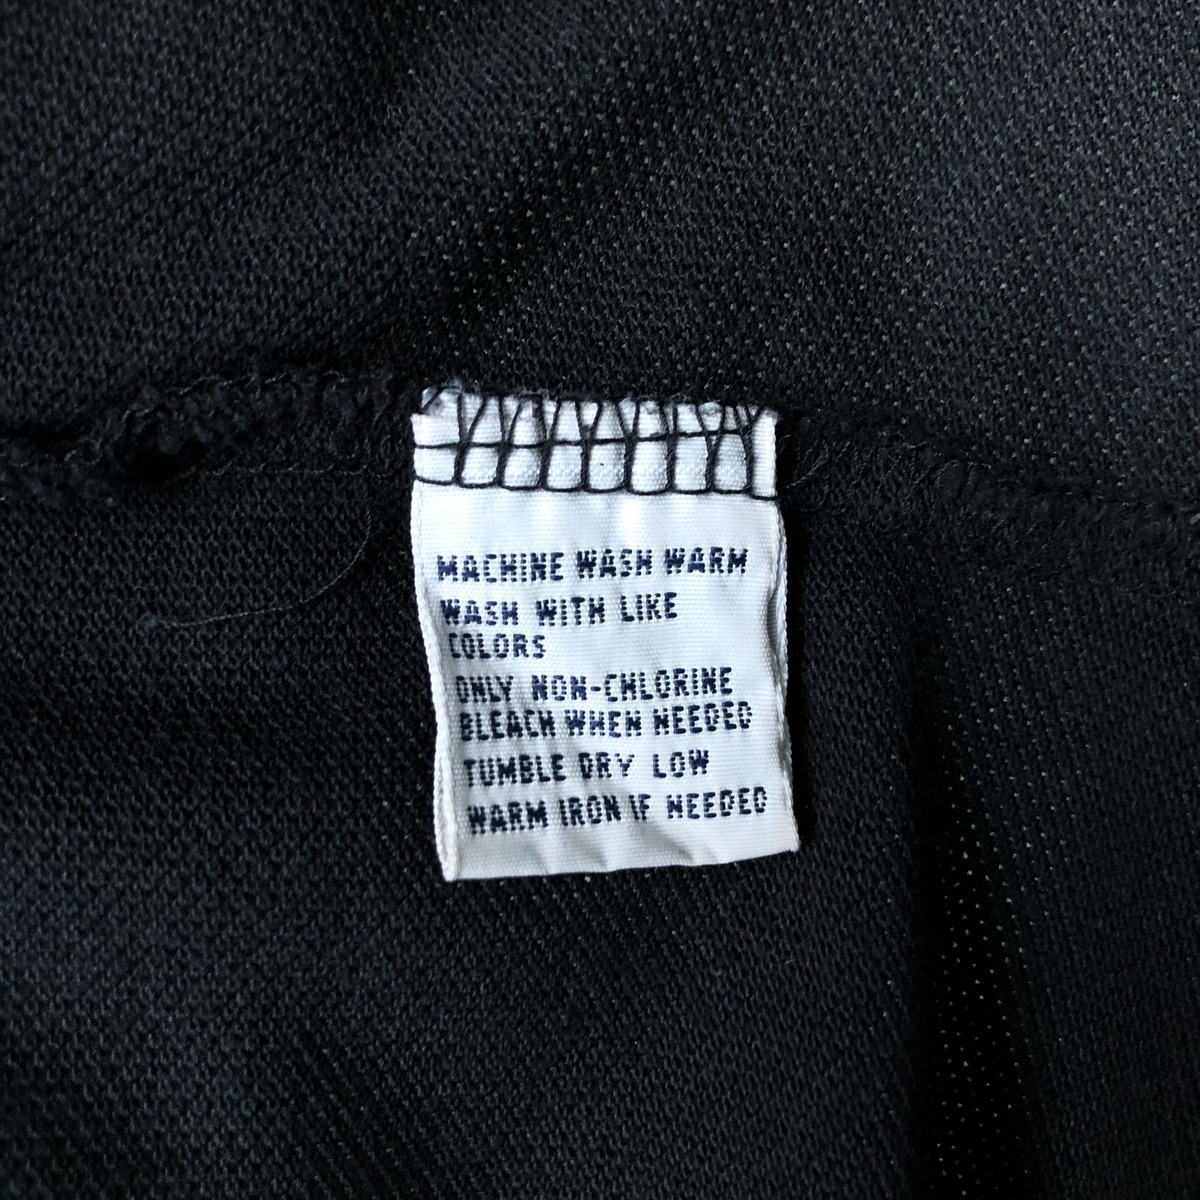 MACHINE WASH WARM
WASH WITH LIKE
COLORS
ONLY NON-CHLORINE
BLEACH WHEN NEEDED
TUMBLE DRY LOW
WARM IRON IF NEEDED